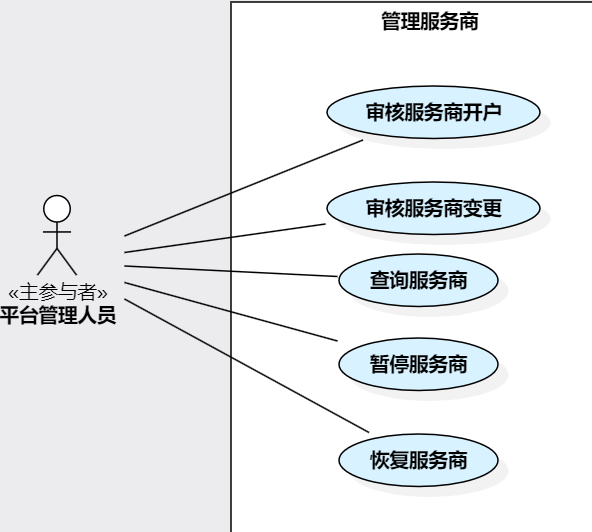 管理服务商
审核服务商开户
审核服务商变更
查询服务商
«主参与者»
平台管理人员
暂停服务商
恢复服务商